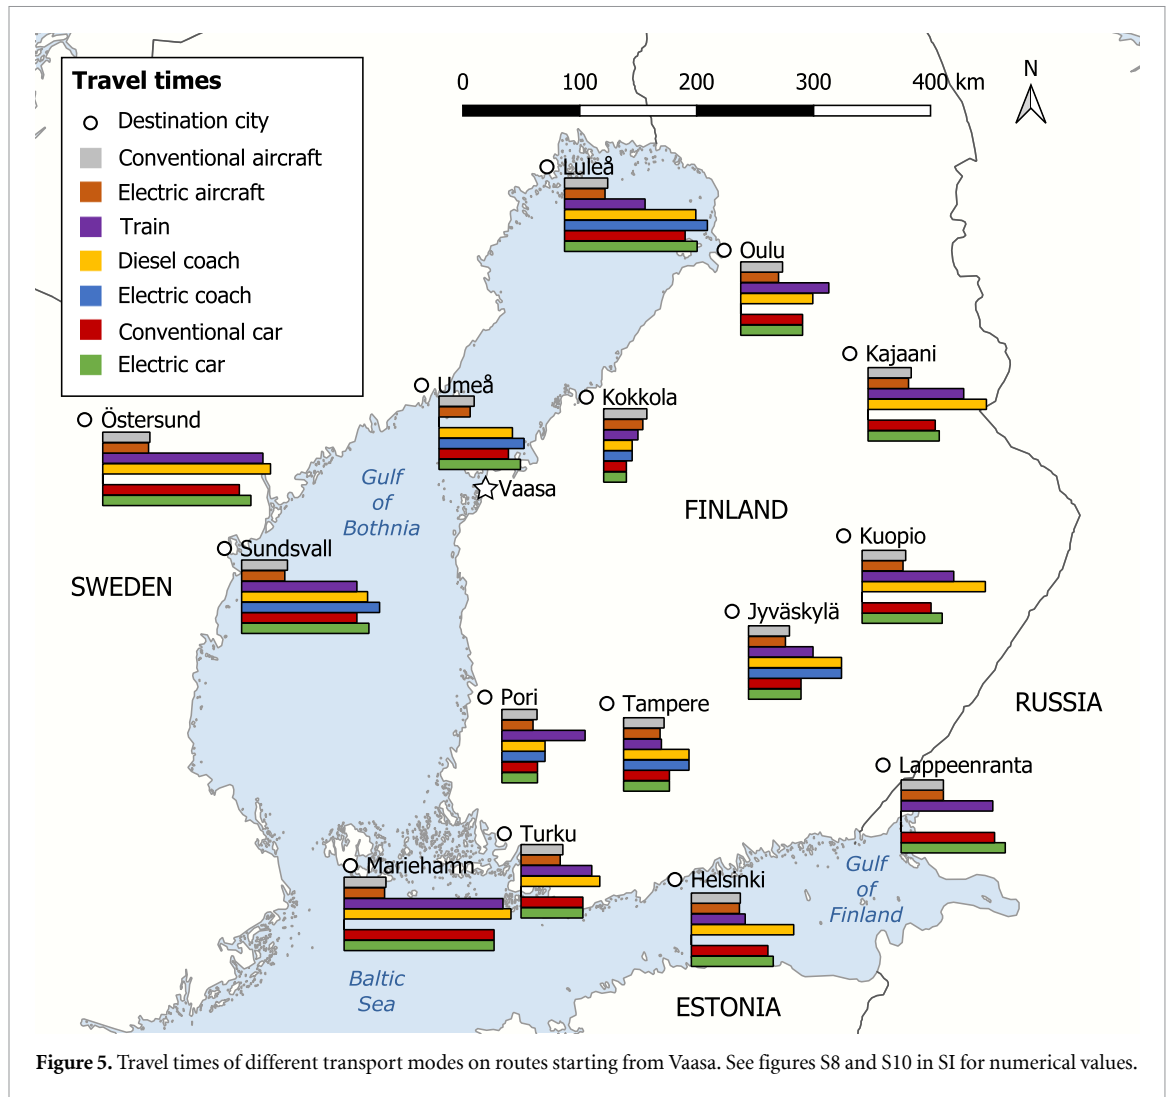 Travel times
Destination city
Conventional aircraft
Electric aircraft
Train
Diesel coach
Electric coach
Conventional car
Electric car
0 100 200 300 400 km
N
Luleå
Oulu
Kajaani
Umeå
Kokkola
Östersund
Gulf
of
Bothnia
Vaasa
FINLAND
Kuopio
Sundsvall
SWEDEN
Jyväskylä
Pori
Tampere
RUSSIA
Lappeenranta
Turku
Mariehamn
Helsinki
Gulf
of
Finland
Baltic
Sea
ESTONIA
Figure 5. Travel times of different transport modes on routes starting from Vaasa. See figures S8 and S10 in SI for numerical values.